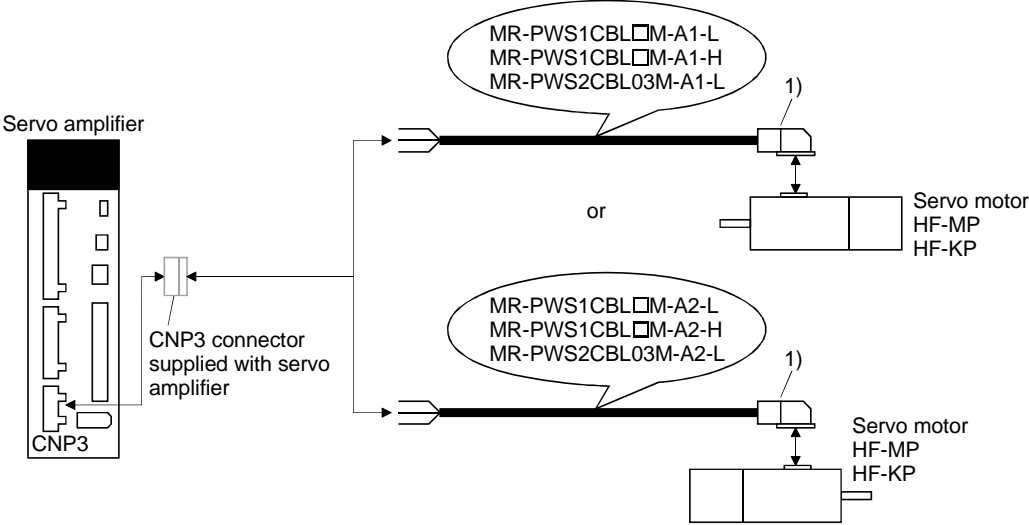 MR-PWS1CBL□M-A1-L
MR-PWS1CBL□M-A1-H
MR-PWS2CBL03M-A1-L
1)
Servo amplifier
Servo motor
HF-MP
HF-KP
or
CNP3 connector
supplied with servo
amplifier
MR-PWS1CBL□M-A2-L
MR-PWS1CBL□M-A2-H
MR-PWS2CBL03M-A2-L
1)
CNP3
Servo motor
HF-MP
HF-KP